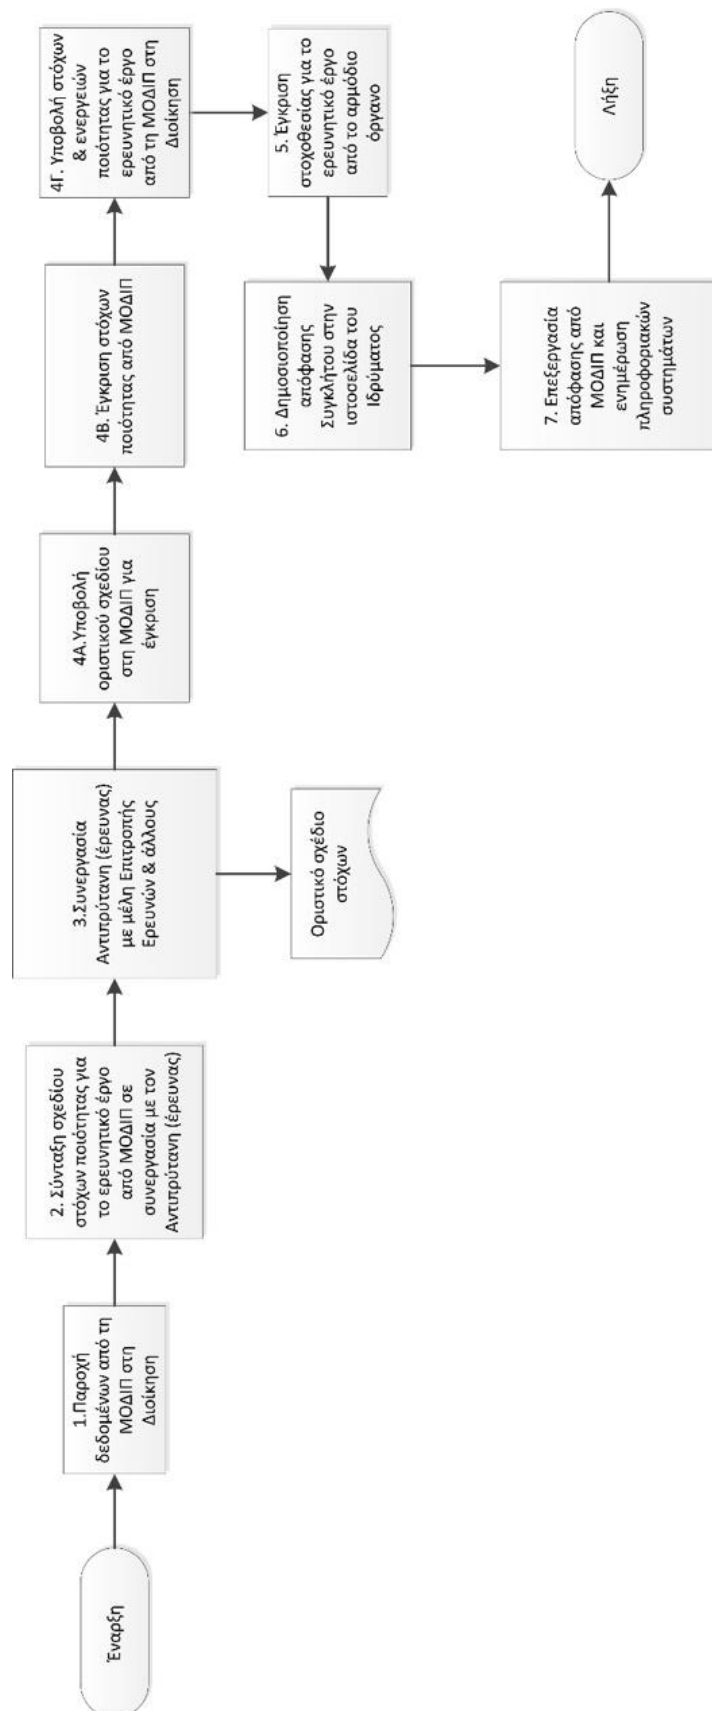 Έναρξη
1.Παροχή
δεδομένων από τη
ΜΟΔΙΠ στη
Διοίκηση
2. Σύνταξη σχεδίου
στόχων ποιότητας για
το ερευνητικό έργο
από ΜΟΔΙΠ σε
συνεργασία με τον
Αντιπρύτανη (έρευνας)
3.Συνεργασία
Αντιπρύτανη (έρευνας)
με μέλη Επιτροπής
Ερευνών & άλλους
Οριστικό σχέδιο
στόχων
4Α.Υποβολή
οριστικού σχεδίου
στη ΜΟΔΙΠ για
έγκριση
4Β. Έγκριση στόχων
ποιότητας από ΜΟΔΙΠ
4Γ. Υποβολή στόχων
& ενεργειών
ποιότητας για το
ερευνητικό έργο
από τη ΜΟΔΙΠ στη
Διοίκηση
5. Έγκριση
στοχοθεσίας για το
ερευνητικό έργο
από το αρμόδιο
όργανο
6. Δημοσιοποίηση
απόφασης
Συγκλήτου στην
ιστοσελίδα του
Ιδρύματος
7. Επεξεργασία
απόφασης από
ΜΟΔΙΠ και
ενημέρωση
πληροφοριακών
συστημάτων
Λήξη